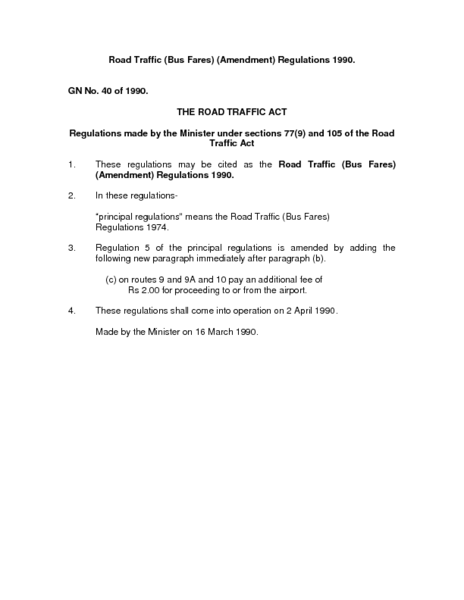 Road Traffic (Bus Fares) (Amendment) Regulations 1990.
GN No. 40 of 1990.
THE ROAD TRAFFIC ACT
Regulations made by the Minister under sections 77(9) and 105 of the Road
Traffic Act
1. These regulations may be cited as the Road Traffic (Bus Fares)
(Amendment) Regulations 1990.
2. In these regulations-
"principal regulations" means the Road Traffic (Bus Fares)
Regulations 1974.
3. Regulation 5 of the principal regulations is amended by adding the
following new paragraph immediately after paragraph (b).
(c) on routes 9 and 9A and 10 pay an additional fee of
Rs 2.00 for proceeding to or from the airport.
4. These regulations shall come into operation on 2 April 1990.
Made by the Minister on 16 March 1990.